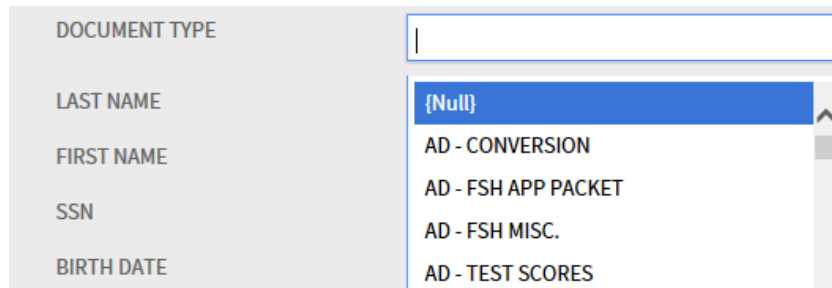 DOCUMENT TYPE
LAST NAME
{Null}
AD - CONVERSION
FIRST NAME
AD - FSH APP PACKET
SSN
AD - FSH MISC.
BIRTH DATE
AD - TEST SCORES